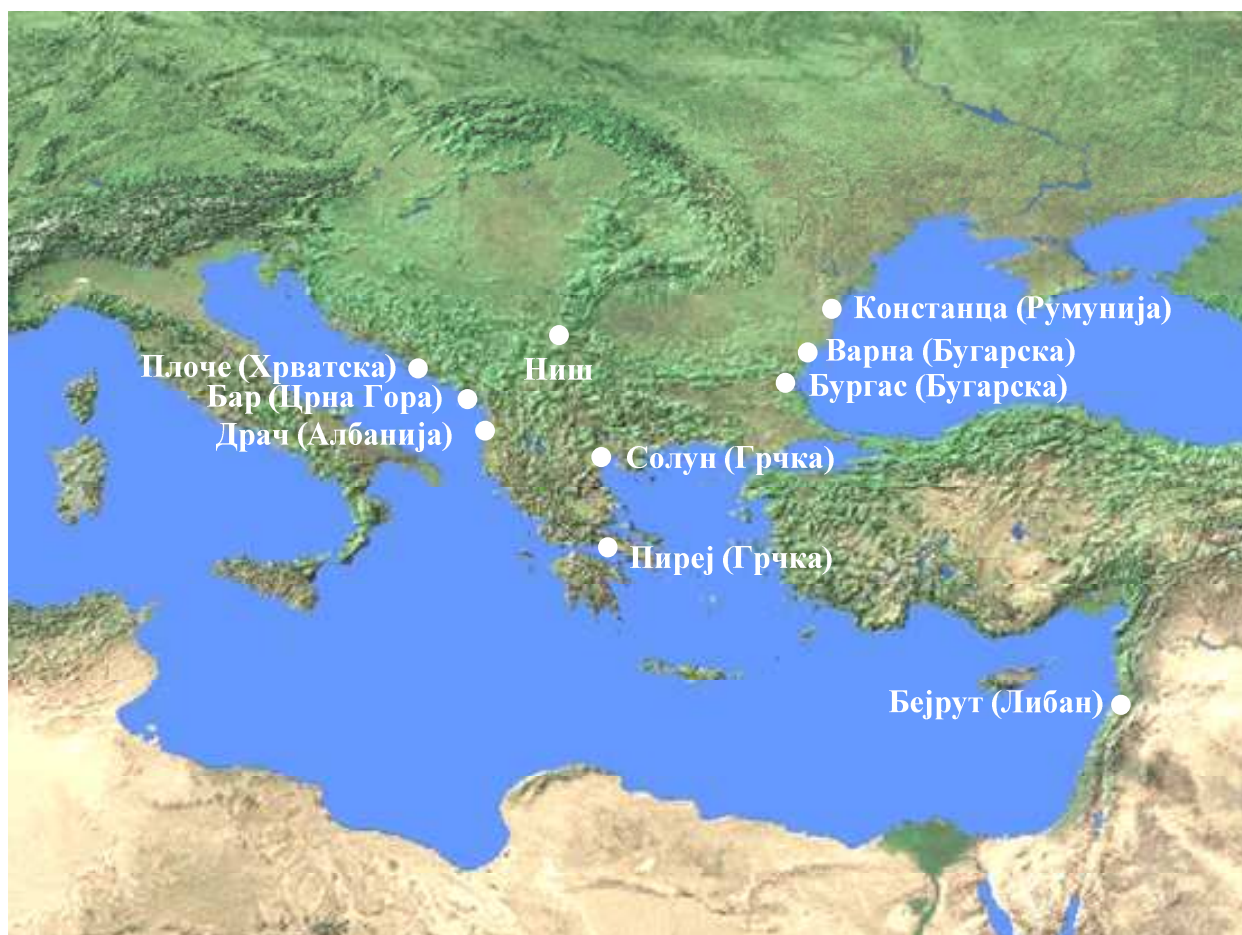 Констанца (Румунија)
Варна (Бугарска)
Плоче (Хрватска)
Ниш
Бургас (Бугарска)
Бар (Црна Гора)
Драч (Албанија)
Солун (Грчка)
Пиреј (Грчка)
Бејрут (Либан)